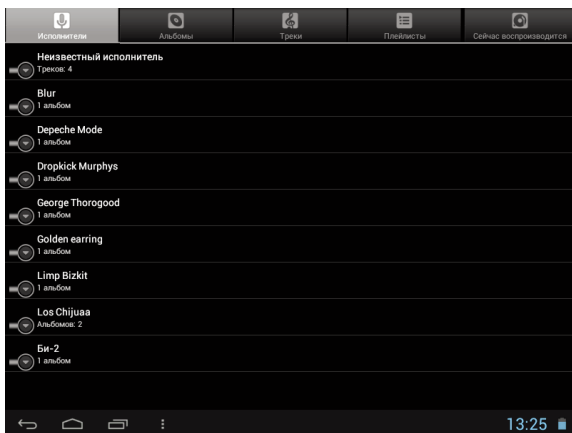 Исполнители
Альбомы
Треки
Плейлисты
Сейчас воспроизводится
Неизвестный исполнитель
Треков: 4
Blur
1 альбом
Depeche Mode
1 альбом
Dropkick Murphys
1 альбом
George Thorogood
1 альбом
Golden earring
1 альбом
Limp Bizkit
1 альбом
Los Chijuaa
Альбомов: 2
Би-2
1 альбом
13:25